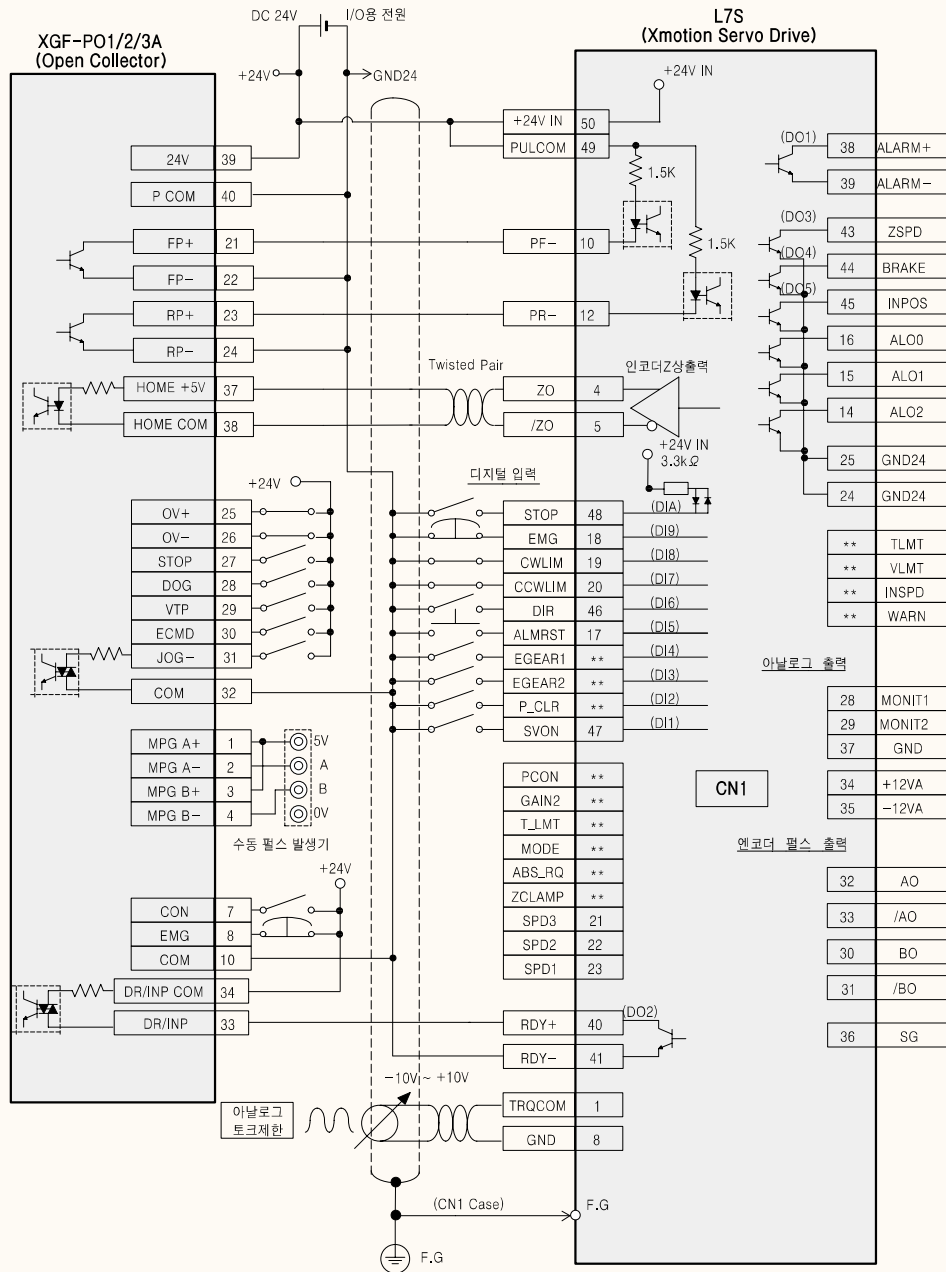 DC 24V
I/O용 전원
XGF-PO1/2/3A
(Open Collector)
+24V
GND24
24V 39
P COM 40
FP+ 21
FP- 22
RP+ 23
RP- 24
HOME +5V 37
HOME COM 38
+24V
OV+ 25
OV- 26
STOP 27
DOG 28
VTP 29
ECMD 30
JOG- 31
COM 32
MPG A+ 1
MPG A- 2
MPG B+ 3
MPG B- 4
5V
A
B
0V
수동 펄스 발생기
+24V
CON 7
EMG 8
COM 10
DR/INP COM 34
DR/INP 33
아날로그
토크제한
-10V ~ +10V
Twisted Pair
디지털 입력
(CN1 Case)
F.G
F.G
L7S
(Xmotion Servo Drive)
+24V IN
+24V IN 50
PULCOM 49
1.5K
1.5K
PF- 10
PR- 12
인코더Z상출력
ZO 4
/ZO 5
+24V IN
3.3kΩ
STOP 48 (DIA)
EMG 18 (DI9)
CWLIM 19 (DI8)
CCWLIM 20 (DI7)
DIR 46 (DI6)
ALMRST 17 (DI5)
EGEAR1 ** (DI4)
EGEAR2 ** (DI3)
P_CLR ** (DI2)
SVON 47 (DI1)
PCON **
GAIN2 **
T_LMT **
MODE **
ABS_RQ **
ZCLAMP **
SPD3 21
SPD2 22
SPD1 23
RDY+ 40 (DO2)
RDY- 41
TRQCOM 1
GND 8
CN1
(DO1)
38 ALARM+
39 ALARM-
(DO3)
43 ZSPD
(DO4)
44 BRAKE
(DO5)
45 INPOS
16 ALO0
15 ALO1
14 ALO2
25 GND24
24 GND24
** TLMT
** VLMT
** INSPD
** WARN
아날로그 출력
28 MONIT1
29 MONIT2
37 GND
34 +12VA
35 -12VA
엔코더 펄스 출력
32 AO
33 /AO
30 BO
31 /BO
36 SG